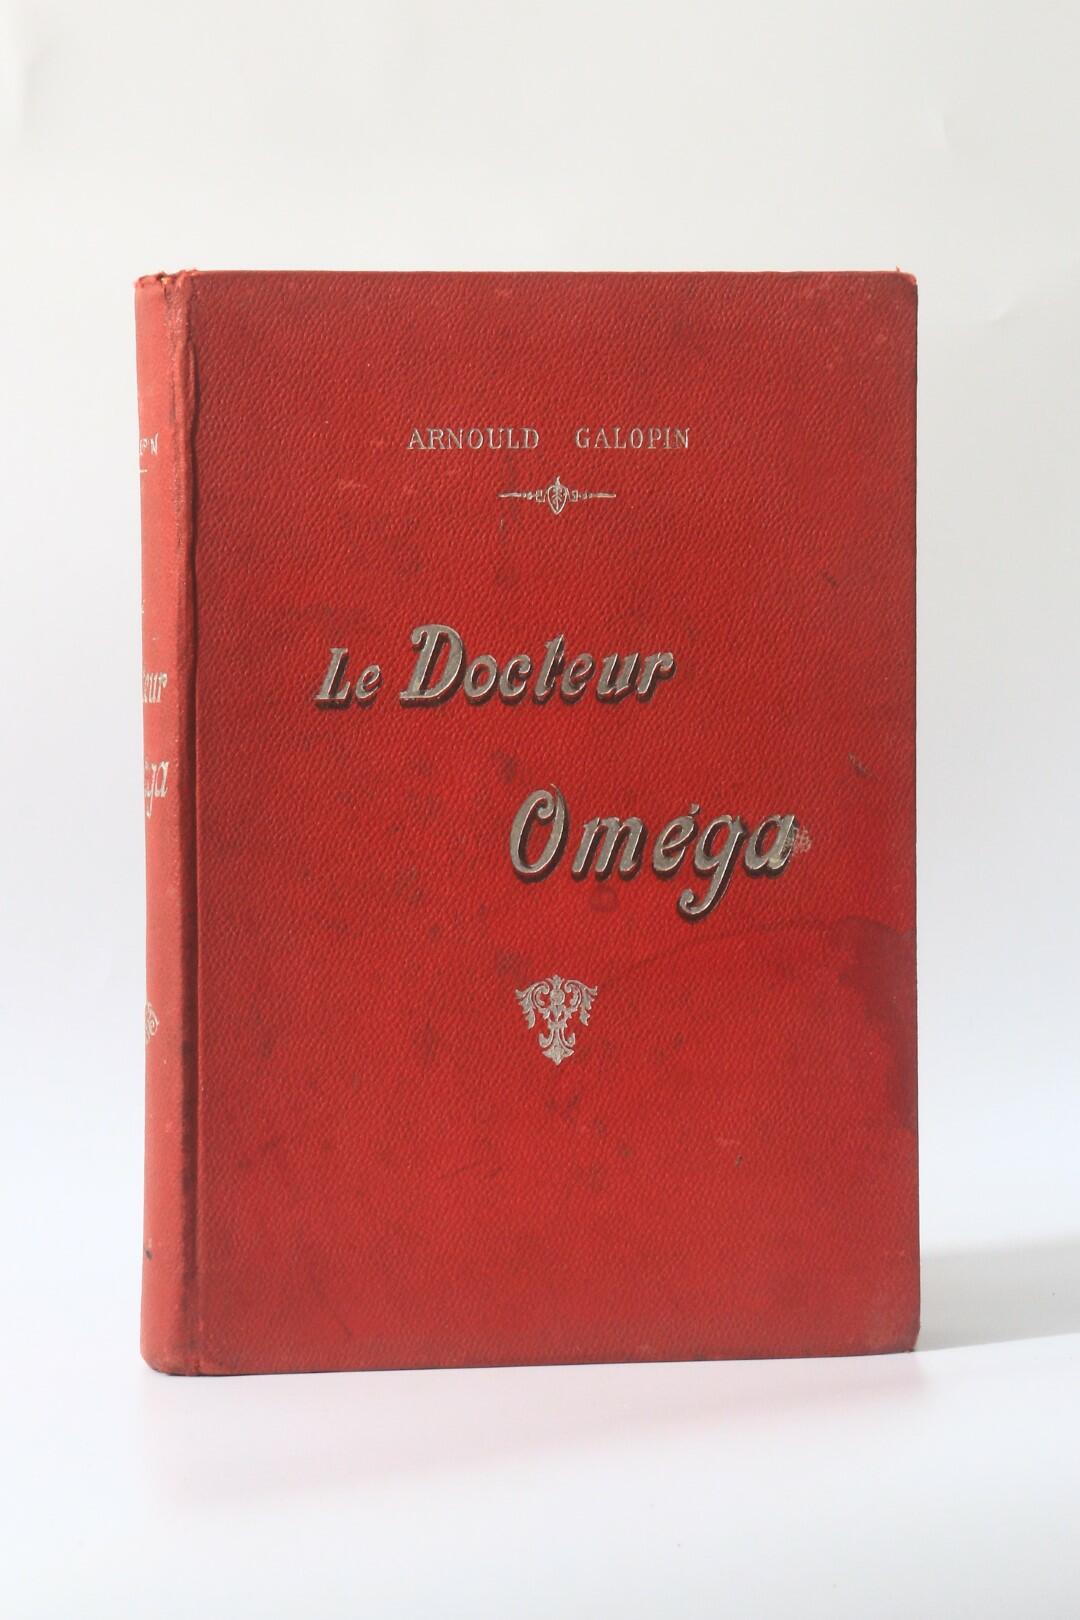 ARNOULD GALOPIN
Le Docteur
Oméga